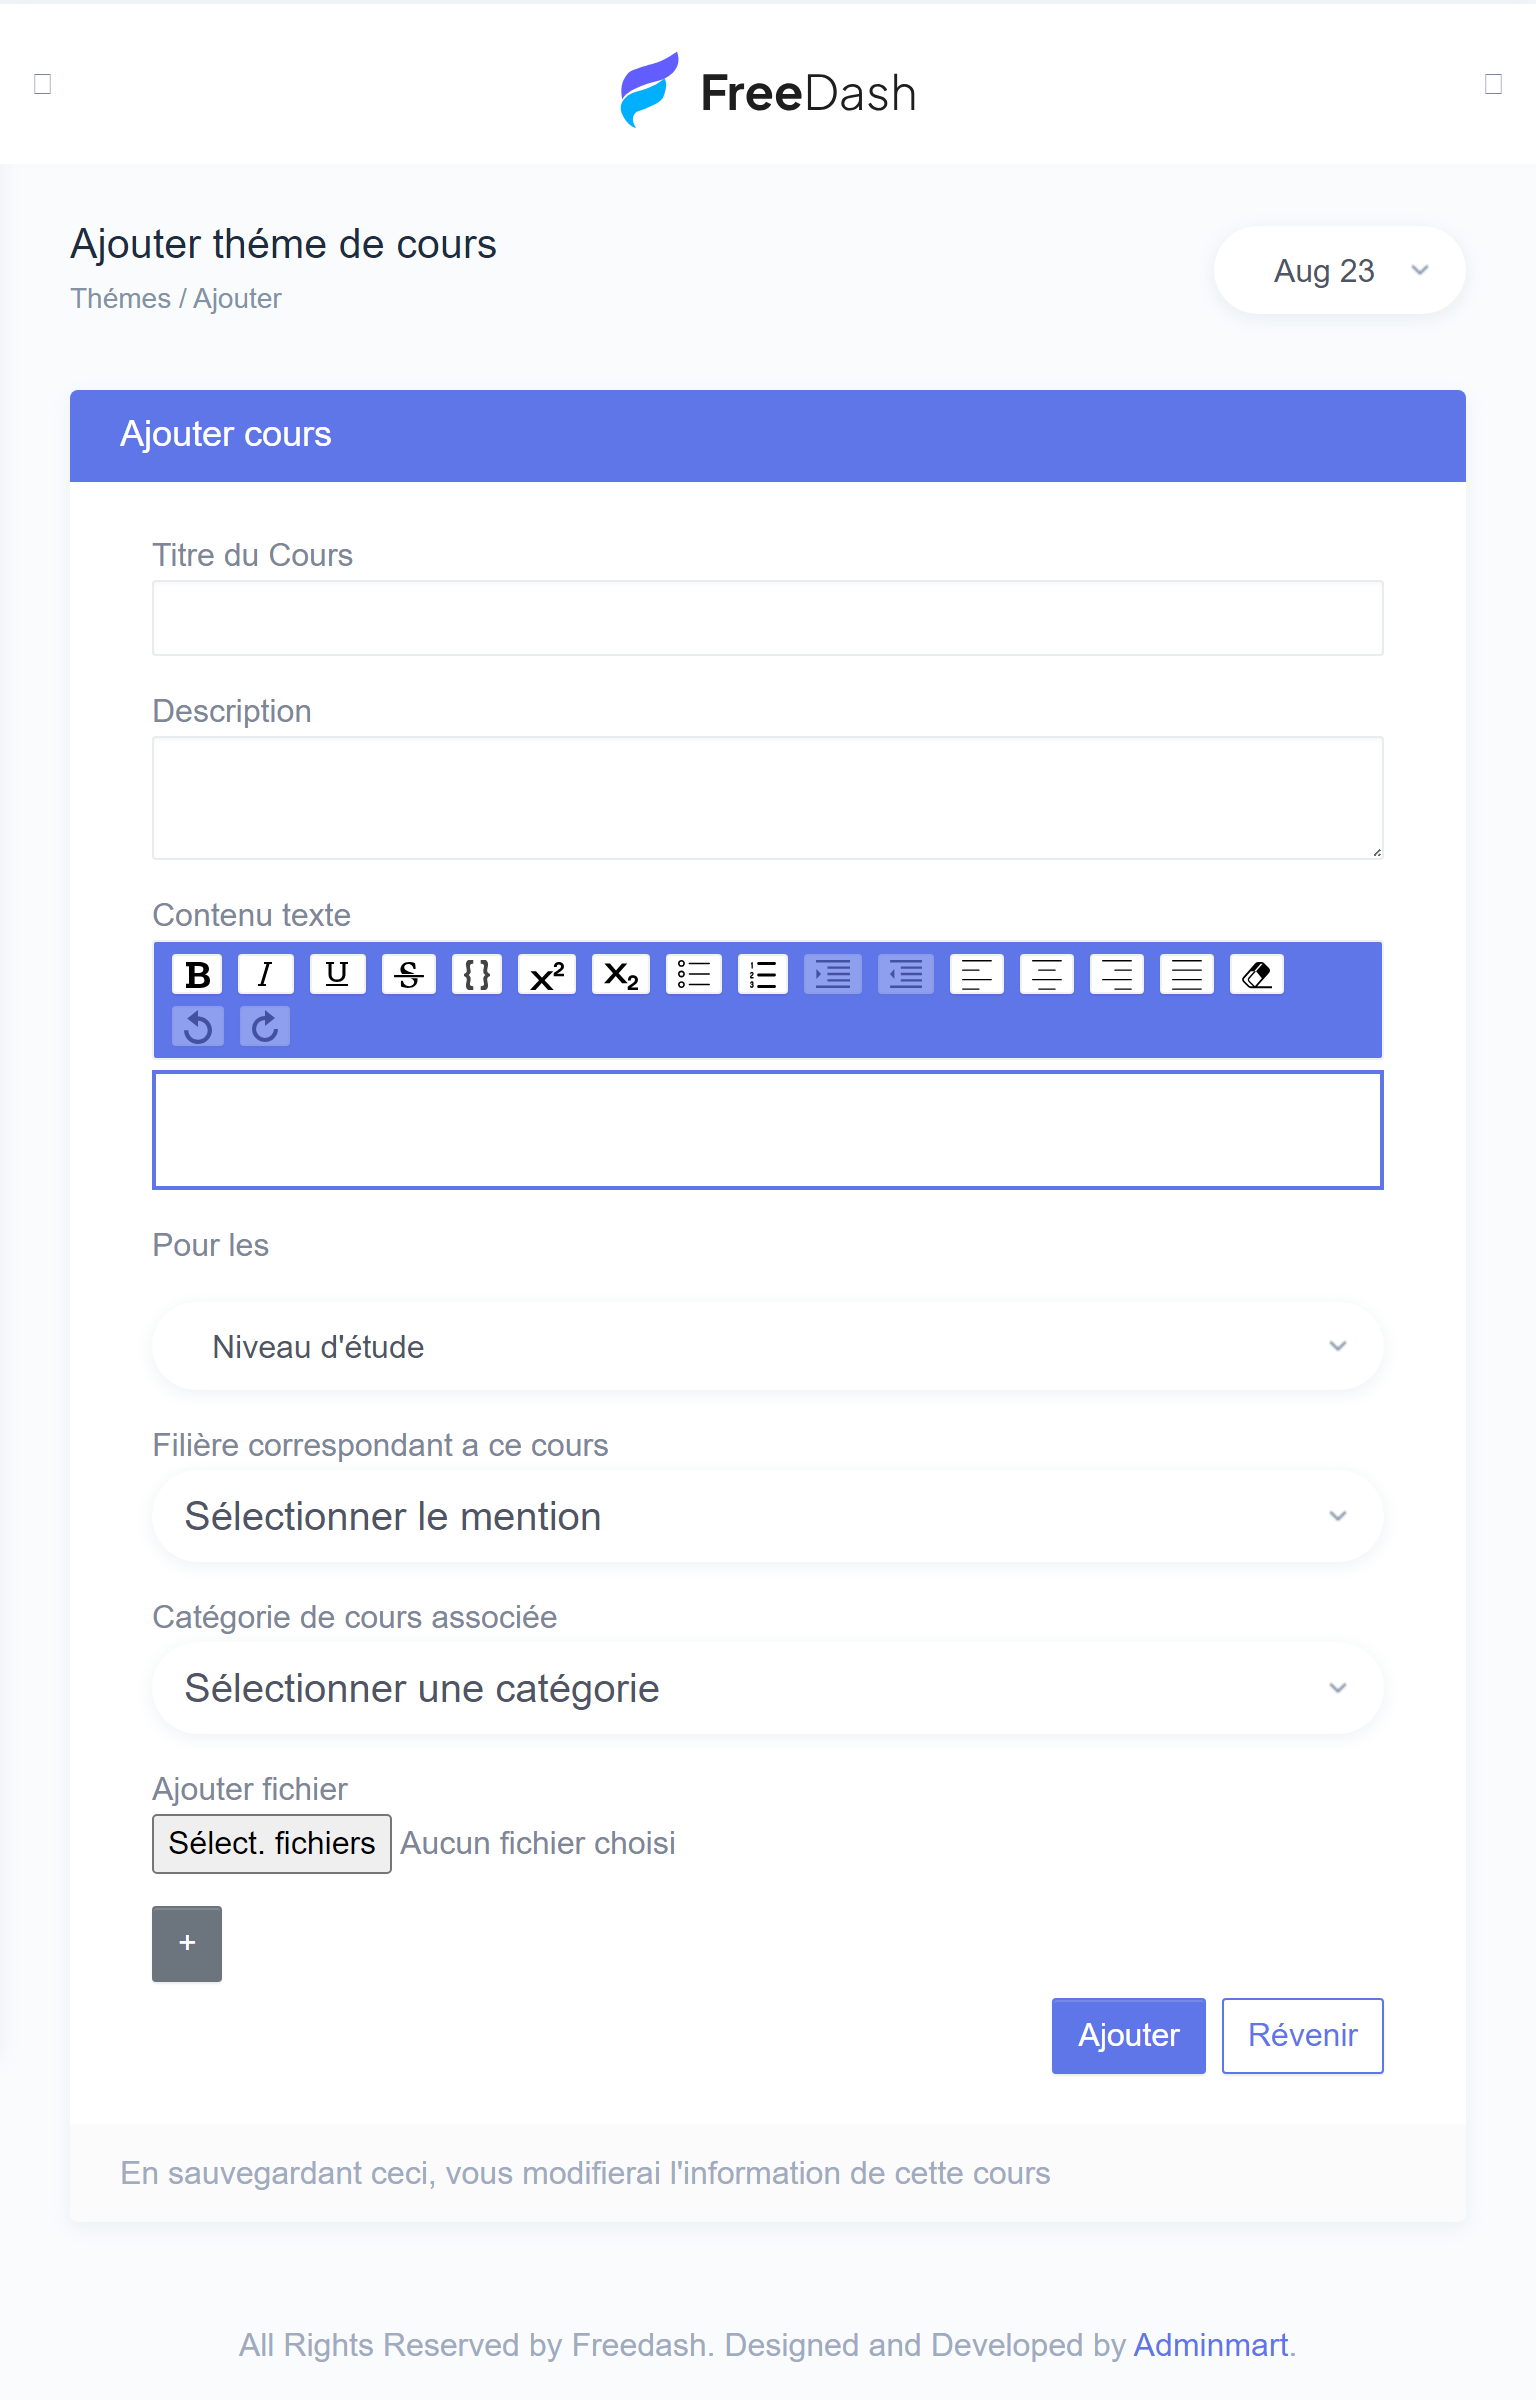 FreeDash
Ajouter théme de cours
Aug 23
Thémes / Ajouter
Ajouter cours
Titre du Cours
Description
Contenu texte
B I U S { } X² X₂
Pour les
Niveau d'étude
Filière correspondant a ce cours
Sélectionner le mention
Catégorie de cours associée
Sélectionner une catégorie
Ajouter fichier
Sélect. fichiers Aucun fichier choisi
+
Ajouter Révenir
En sauvegardant ceci, vous modifierai l'information de cette cours
All Rights Reserved by Freedash. Designed and Developed by Adminmart.